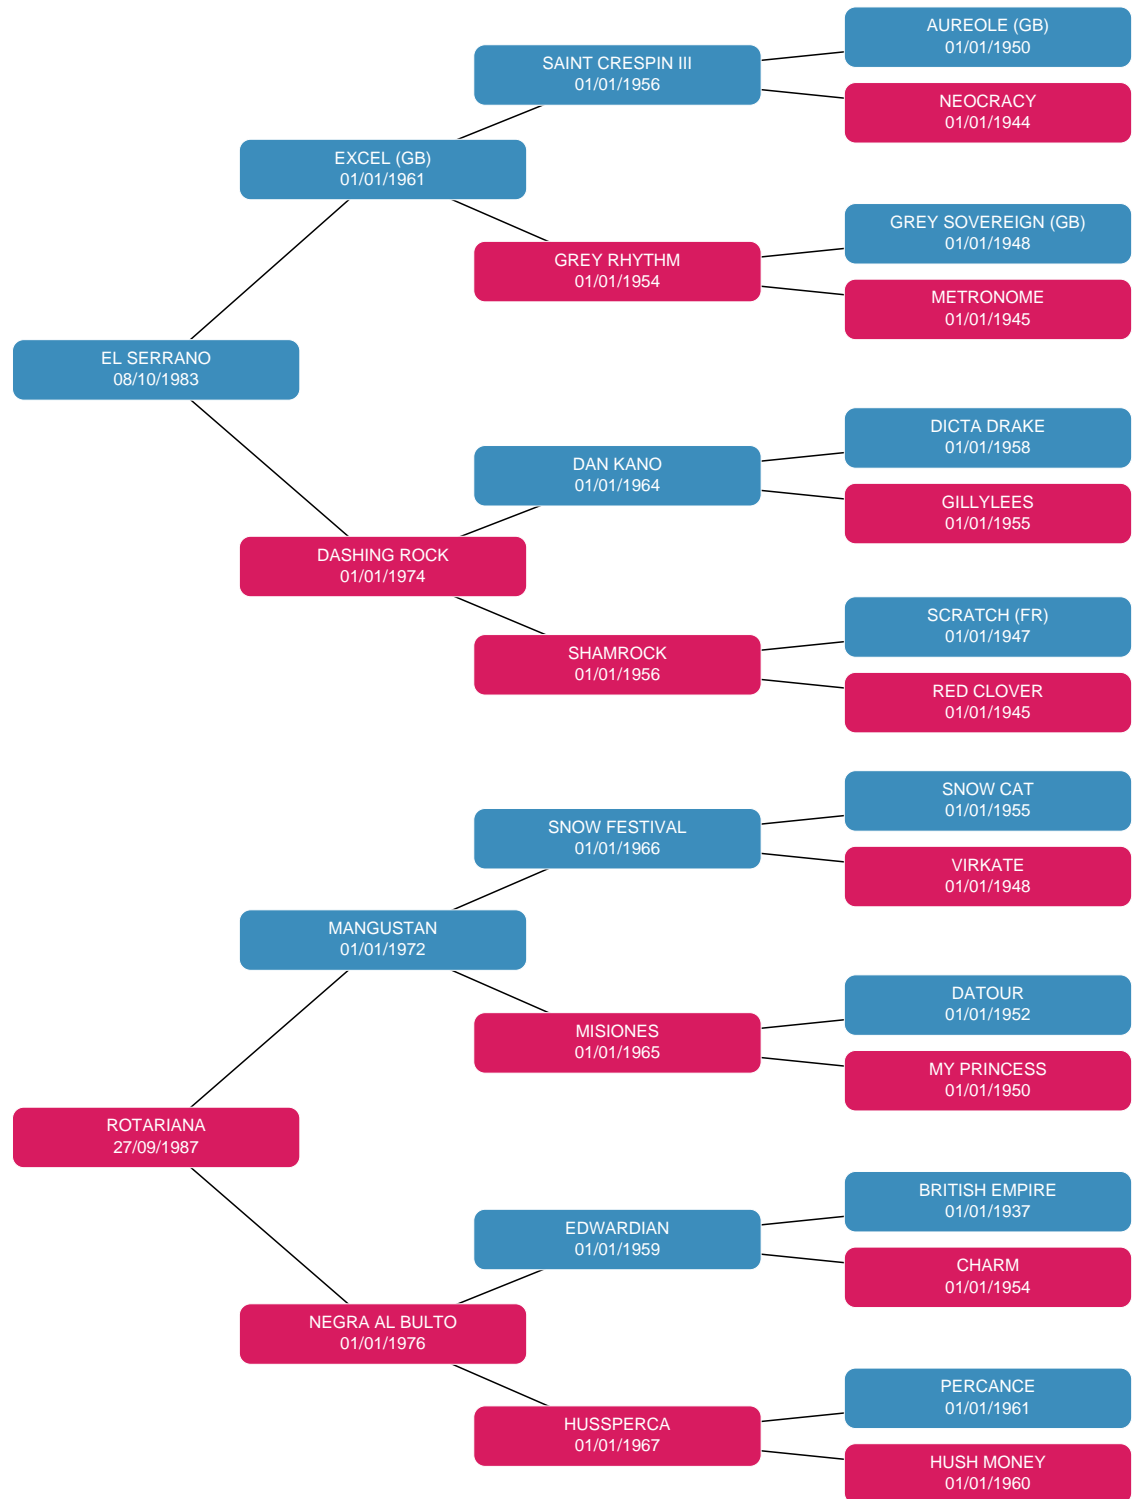 AUREOLE (GB)
01/01/1950
SAINT CRESPIN III
01/01/1956
NEOCRACY
01/01/1944
EXCEL (GB)
01/01/1961
GREY SOVEREIGN (GB)
01/01/1948
GREY RHYTHM
01/01/1954
METRONOME
01/01/1945
EL SERRANO
08/10/1983
DICTA DRAKE
01/01/1958
DAN KANO
01/01/1964
GILLYLEES
01/01/1955
DASHING ROCK
01/01/1974
SCRATCH (FR)
01/01/1947
SHAMROCK
01/01/1956
RED CLOVER
01/01/1945
SNOW CAT
01/01/1955
SNOW FESTIVAL
01/01/1966
VIRKATE
01/01/1948
MANGUSTAN
01/01/1972
DATOUR
01/01/1952
MISIONES
01/01/1965
MY PRINCESS
01/01/1950
ROTARIANA
27/09/1987
BRITISH EMPIRE
01/01/1937
EDWARDIAN
01/01/1959
CHARM
01/01/1954
NEGRA AL BULTO
01/01/1976
PERCANCE
01/01/1961
HUSSPERCA
01/01/1967
HUSH MONEY
01/01/1960